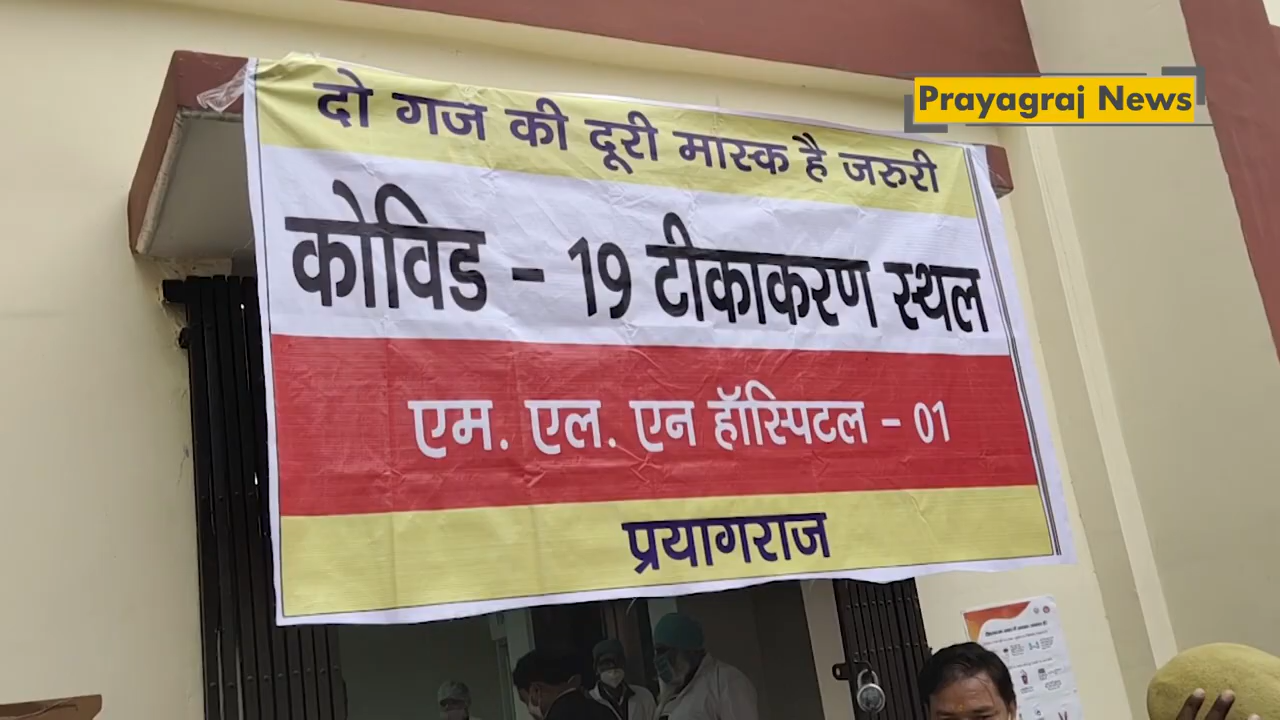 Prayagraj News
दो गज की दूरी मास्क है जरुरी
कोविड - 19 टीकाकरण स्थल
एम. एल. एन हॉस्पिटल - 01
प्रयागराज